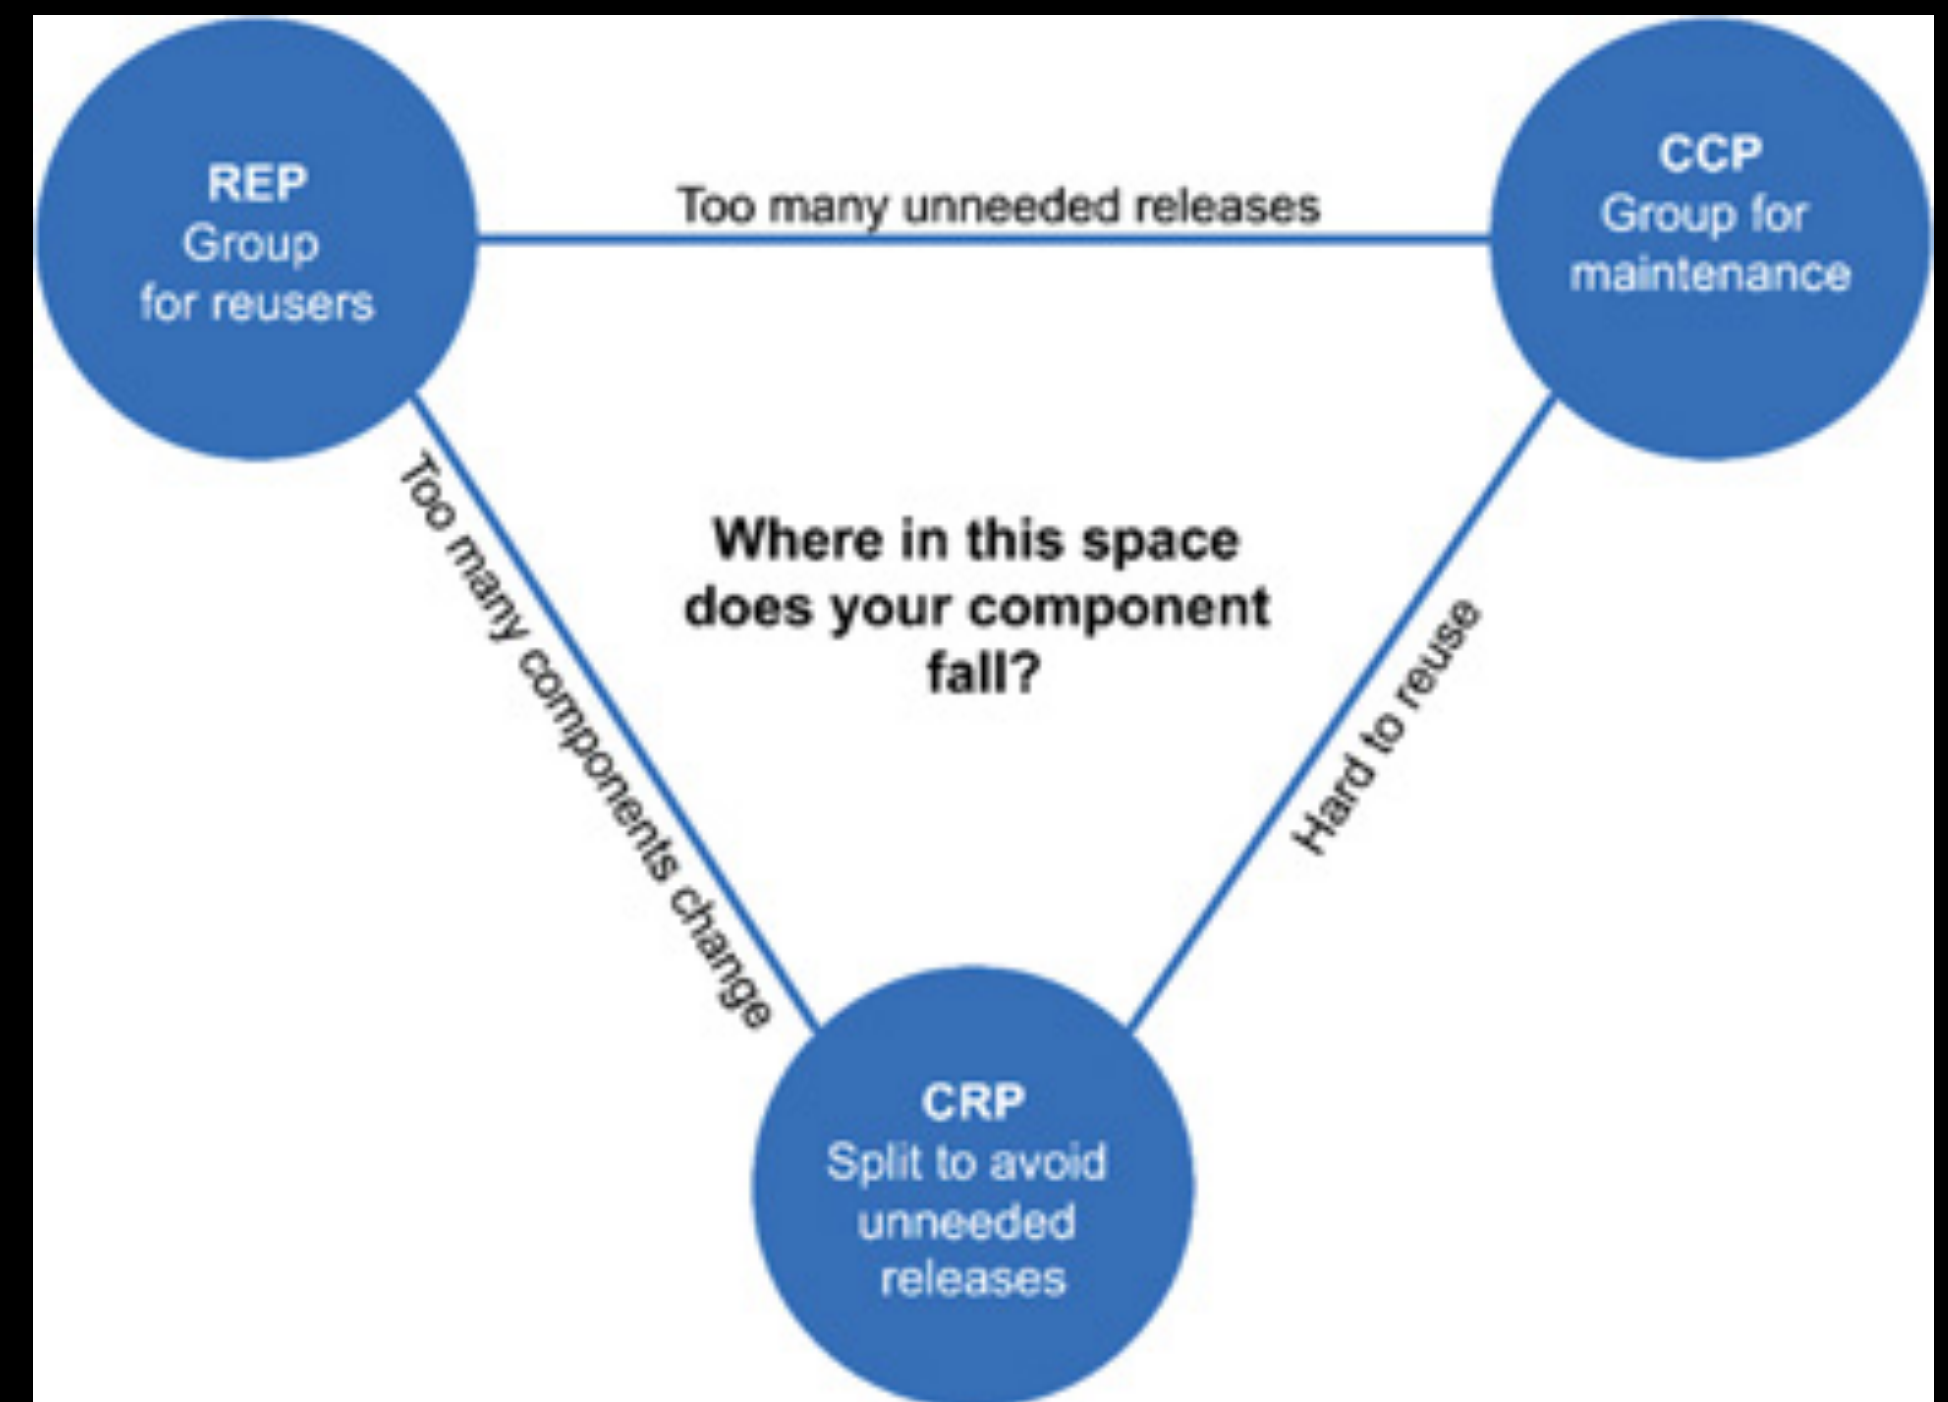 REP
Group
for reusers
Too many unneeded releases
CCP
Group for
maintenance
Too many components change
Where in this space
does your component
fall?
Hard to reuse
CRP
Split to avoid
unneeded
releases